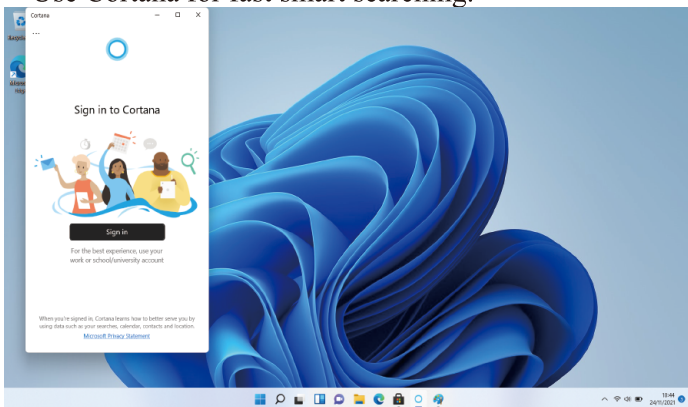 Use Cortana for fast smart searching.
Cortana
Sign in to Cortana
Sign in
For the best experience, use your
work or school/university account
When you're signed in, Cortana learns how to better serve you by
using data such as your searches, calendar, contacts and location.
Microsoft Privacy Statement
18:44
24/11/2021